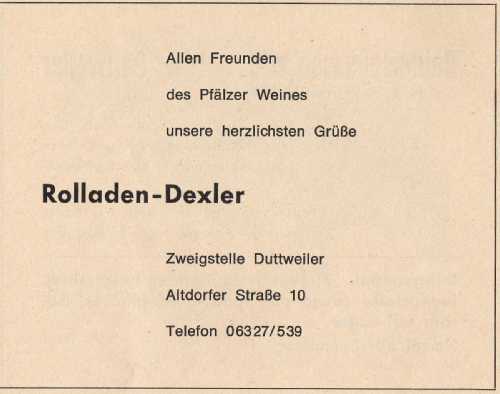 Allen Freunden
des Pfälzer Weines
unsere herzlichsten Grüße
Rolladen-Dexler
Zweigstelle Duttweiler
Altdorfer Straße 10
Telefon 06327/539